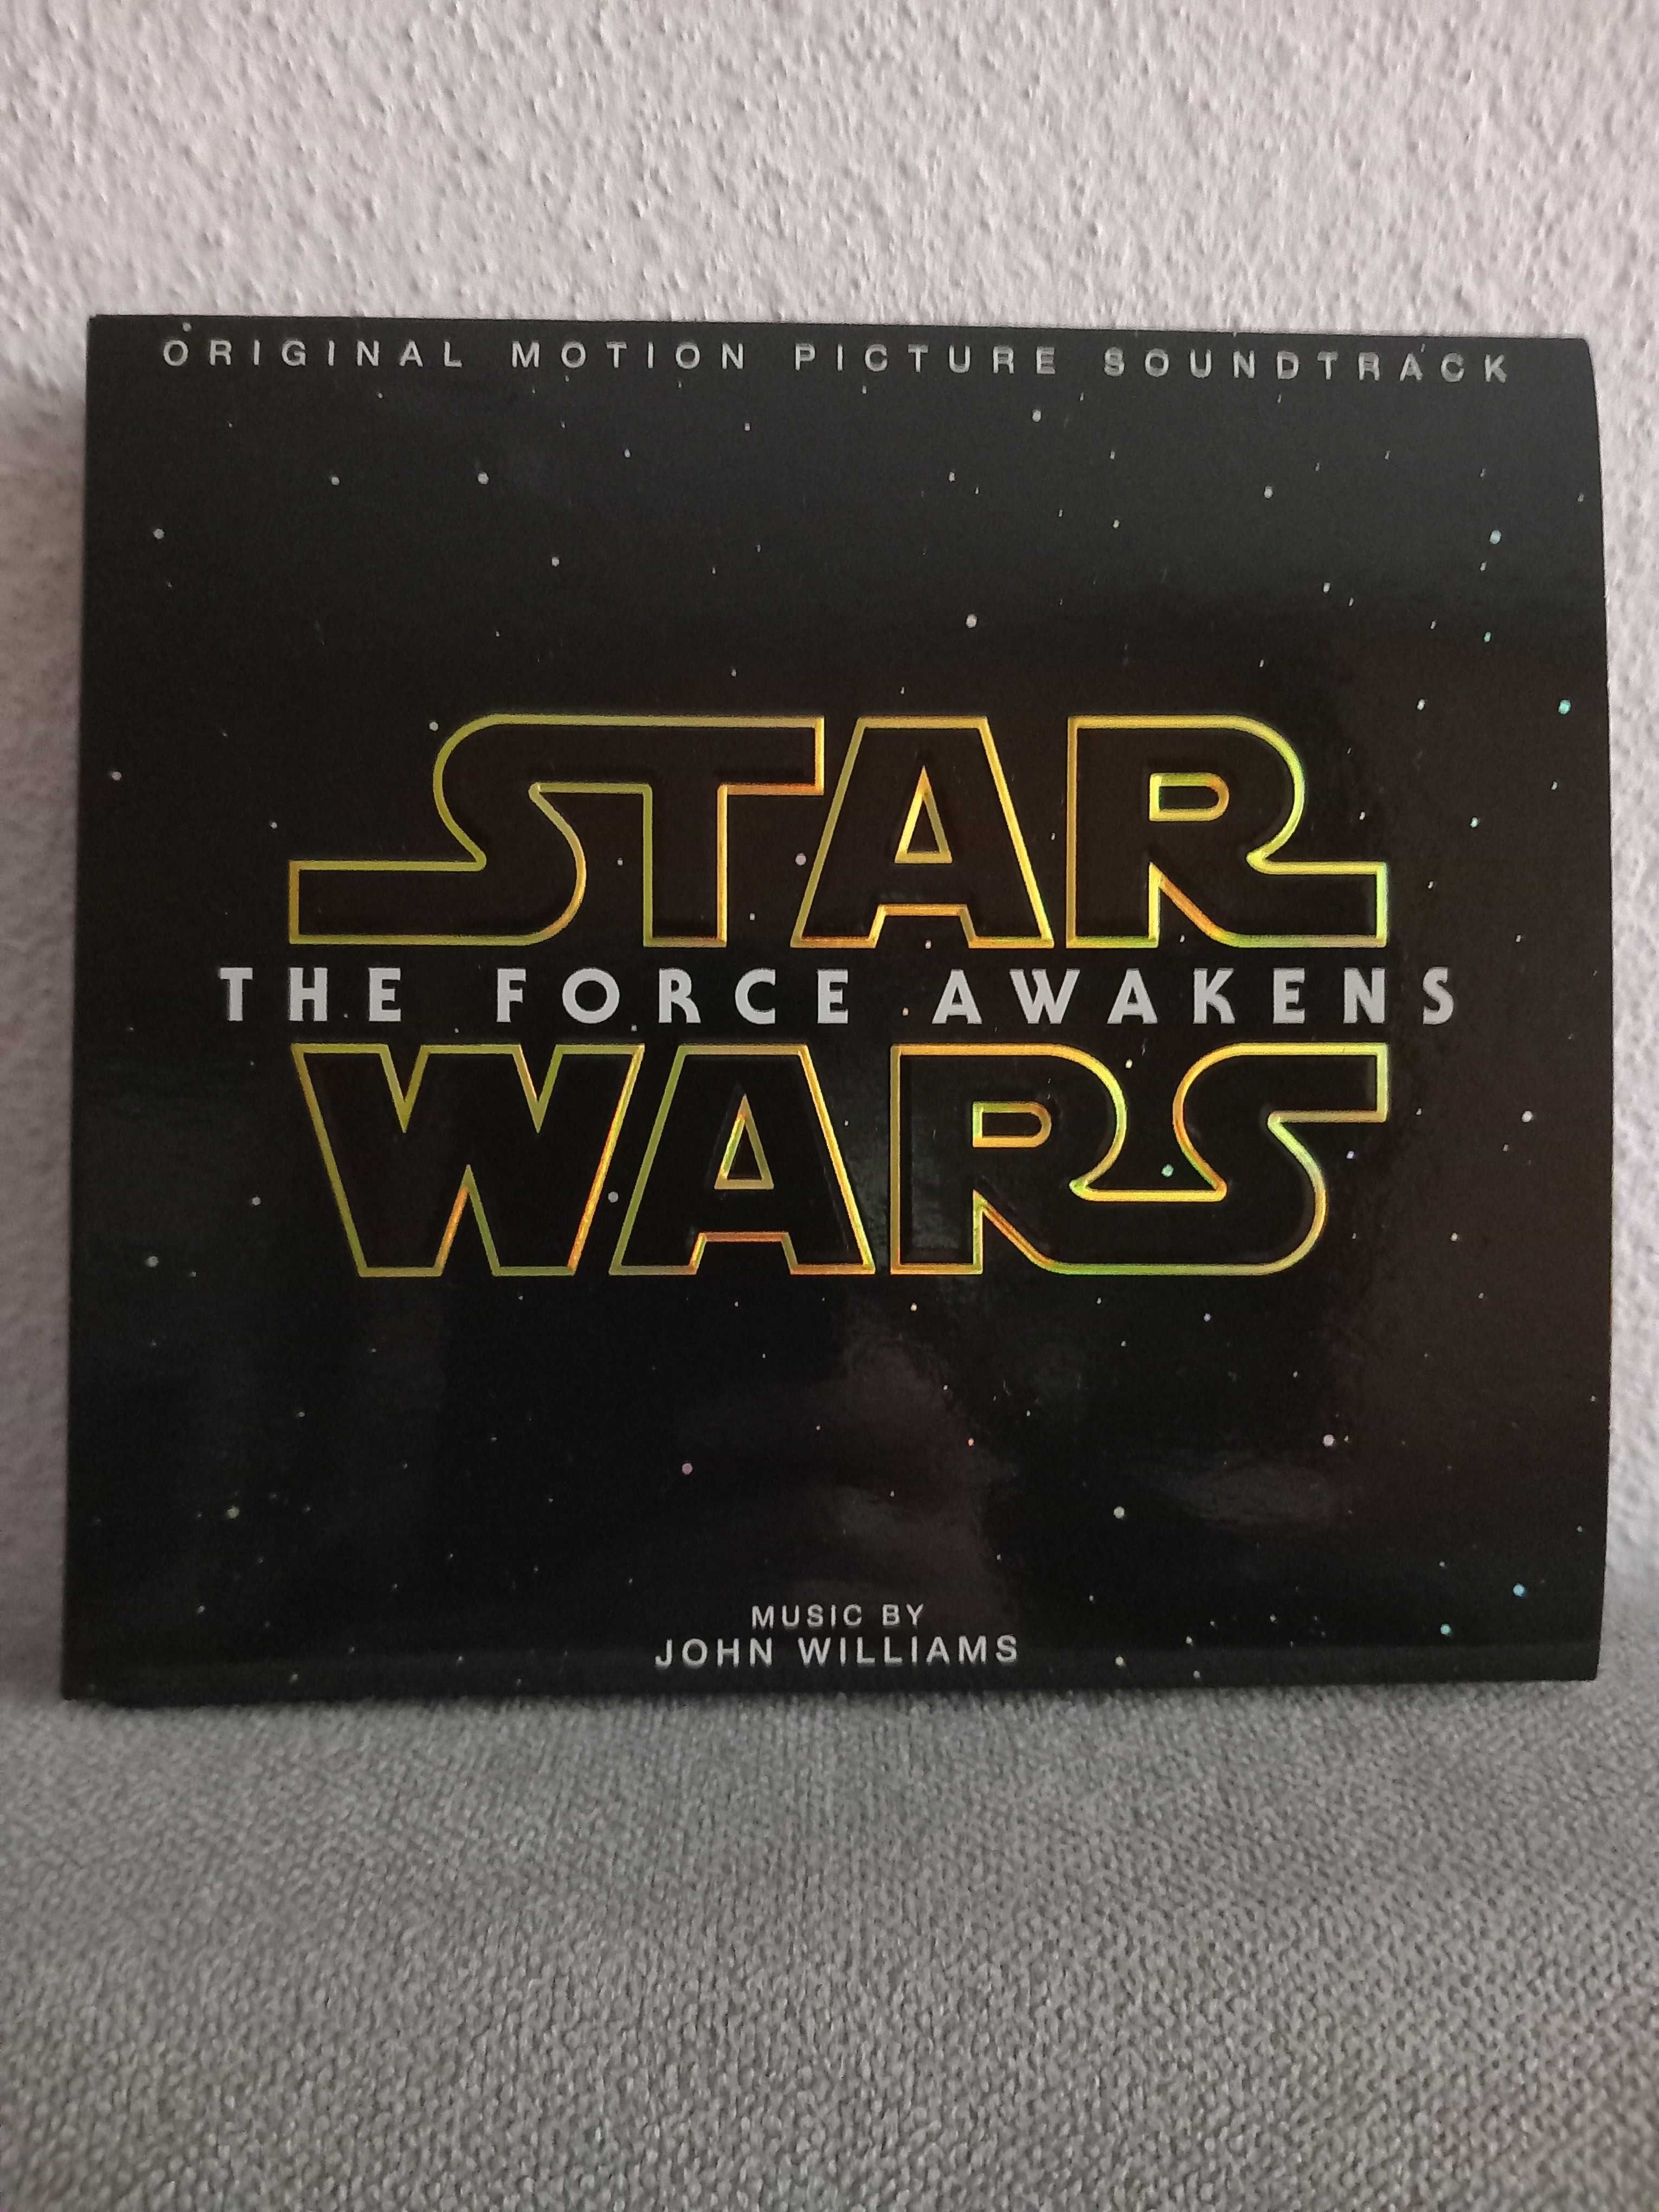 ORIGINAL MOTION PICTURE SOUNDTRACK
STAR
THE FORCE AWAKENS
WARS
MUSIC BY
JOHN WILLIAMS